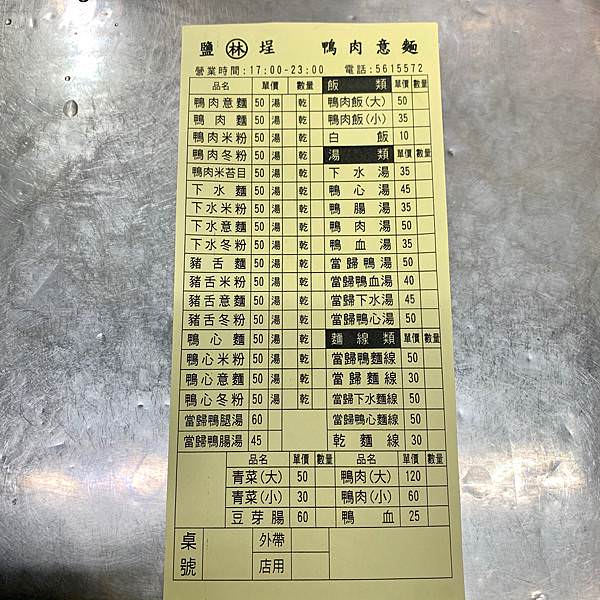 鹽㊍埕 鴨肉意麵
營業時間:17:00-23:00 電話:5615572
品名 單價 數量 飯類 單價 數量
鴨肉意麵 50 湯 乾 鴨肉飯(大) 50
鴨肉麵 50 湯 乾 鴨肉飯(小) 35
鴨肉米粉 50 湯 乾 白飯 10
鴨肉冬粉 50 湯 乾 湯類 單價 數量
鴨肉米苔目 50 湯 乾 下水湯 35
下水麵 50 湯 乾 鴨心湯 45
下水米粉 50 湯 乾 鴨腸湯 35
下水意麵 50 湯 乾 鴨肉湯 50
下水冬粉 50 湯 乾 鴨血湯 35
豬舌麵 50 湯 乾 當歸鴨湯 50
豬舌米粉 50 湯 乾 當歸鴨血湯 40
豬舌意麵 50 湯 乾 當歸下水湯 45
豬舌冬粉 50 湯 乾 當歸鴨心湯 50
鴨心麵 50 湯 乾 麵線類 單價 數量
鴨心米粉 50 湯 乾 當歸鴨麵線 50
鴨心意麵 50 湯 乾 當歸麵線 30
鴨心冬粉 50 湯 乾 當歸下水麵線 50
當歸鴨腿湯 60 當歸鴨心麵線 50
當歸鴨腸湯 45 乾麵線 30
品名 單價 數量 品名 單價 數量
青菜(大) 50 鴨肉(大) 120
青菜(小) 30 鴨肉(小) 60
豆芽腸 60 鴨血 25
桌號 外帶
店用